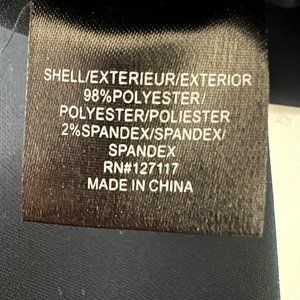 SHELL/EXTERIEUR/EXTERIOR
98%POLYESTER/
POLYESTER/POLIESTER
2%SPANDEX/SPANDEX/
SPANDEX
RN#127117
MADE IN CHINA